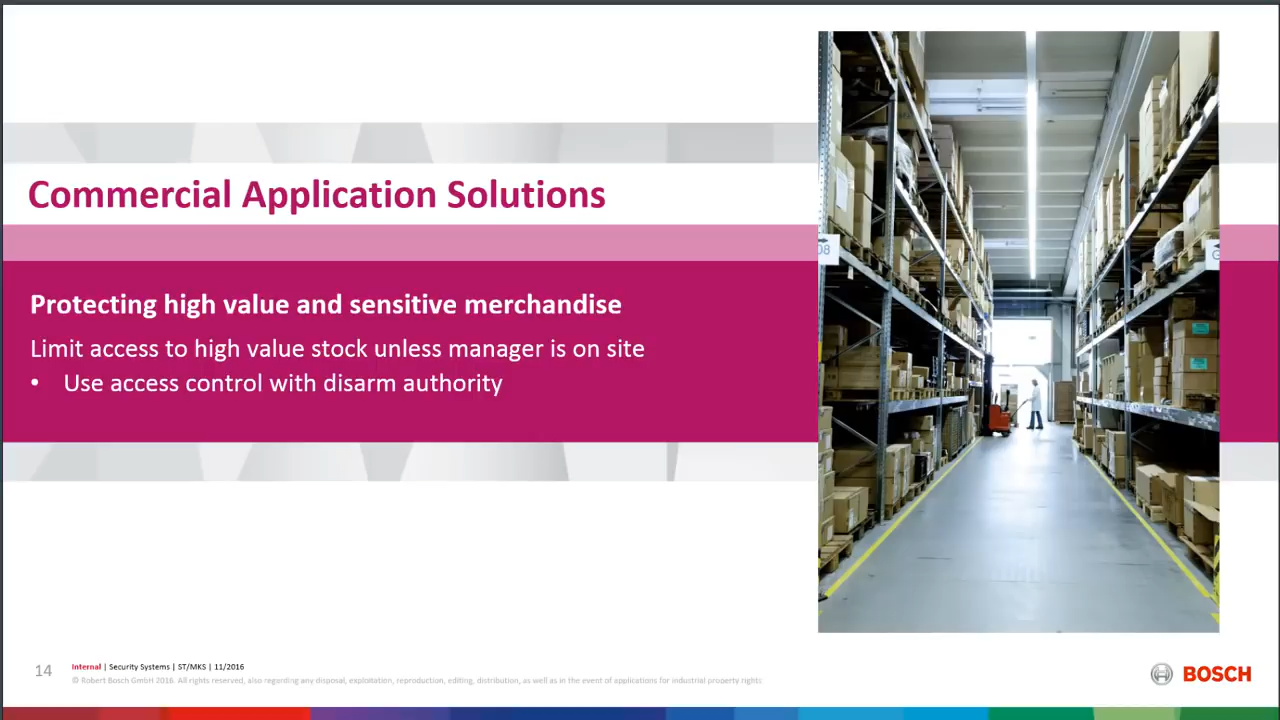 Commercial Application Solutions
Protecting high value and sensitive merchandise
Limit access to high value stock unless manager is on site
• Use access control with disarm authority
08
14
Internal | Security Systems | ST/MKS | 11/2016
© Robert Bosch GmbH 2016. All rights reserved, also regarding any disposal, exploitation, reproduction, editing, distribution, as well as in the event of applications for industrial property rights
BOSCH